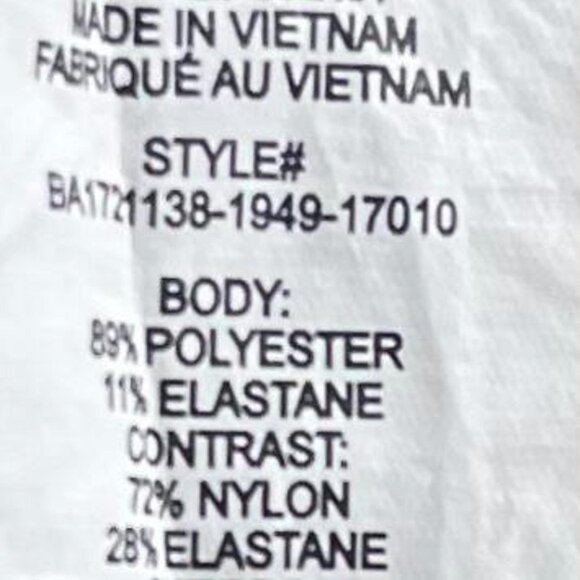 MADE IN VIETNAM
FABRIQUÉ AU VIETNAM
STYLE#
BA1721138-1949-17010
BODY:
89% POLYESTER
11% ELASTANE
CONTRAST:
72% NYLON
28% ELASTANE